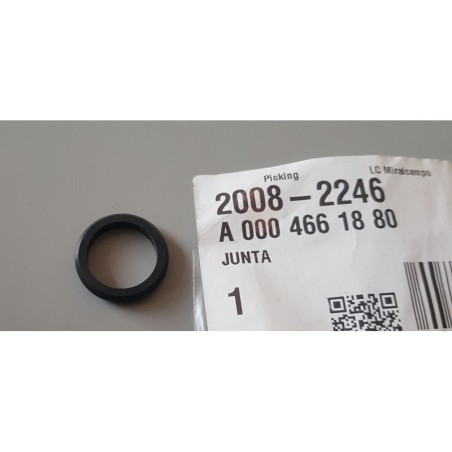 Picking LC Miralcampo
2008-2246
A 000 466 18 80
JUNTA
1